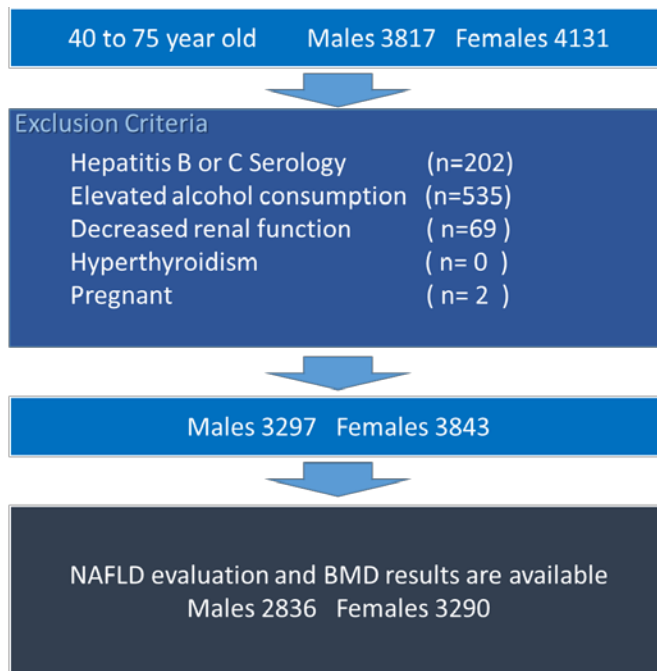 40 to 75 year old Males 3817 Females 4131
Exclusion Criteria
Hepatitis B or C Serology (n=202)
Elevated alcohol consumption (n=535)
Decreased renal function ( n=69 )
Hyperthyroidism ( n= 0 )
Pregnant ( n= 2 )
Males 3297 Females 3843
NAFLD evaluation and BMD results are available
Males 2836 Females 3290